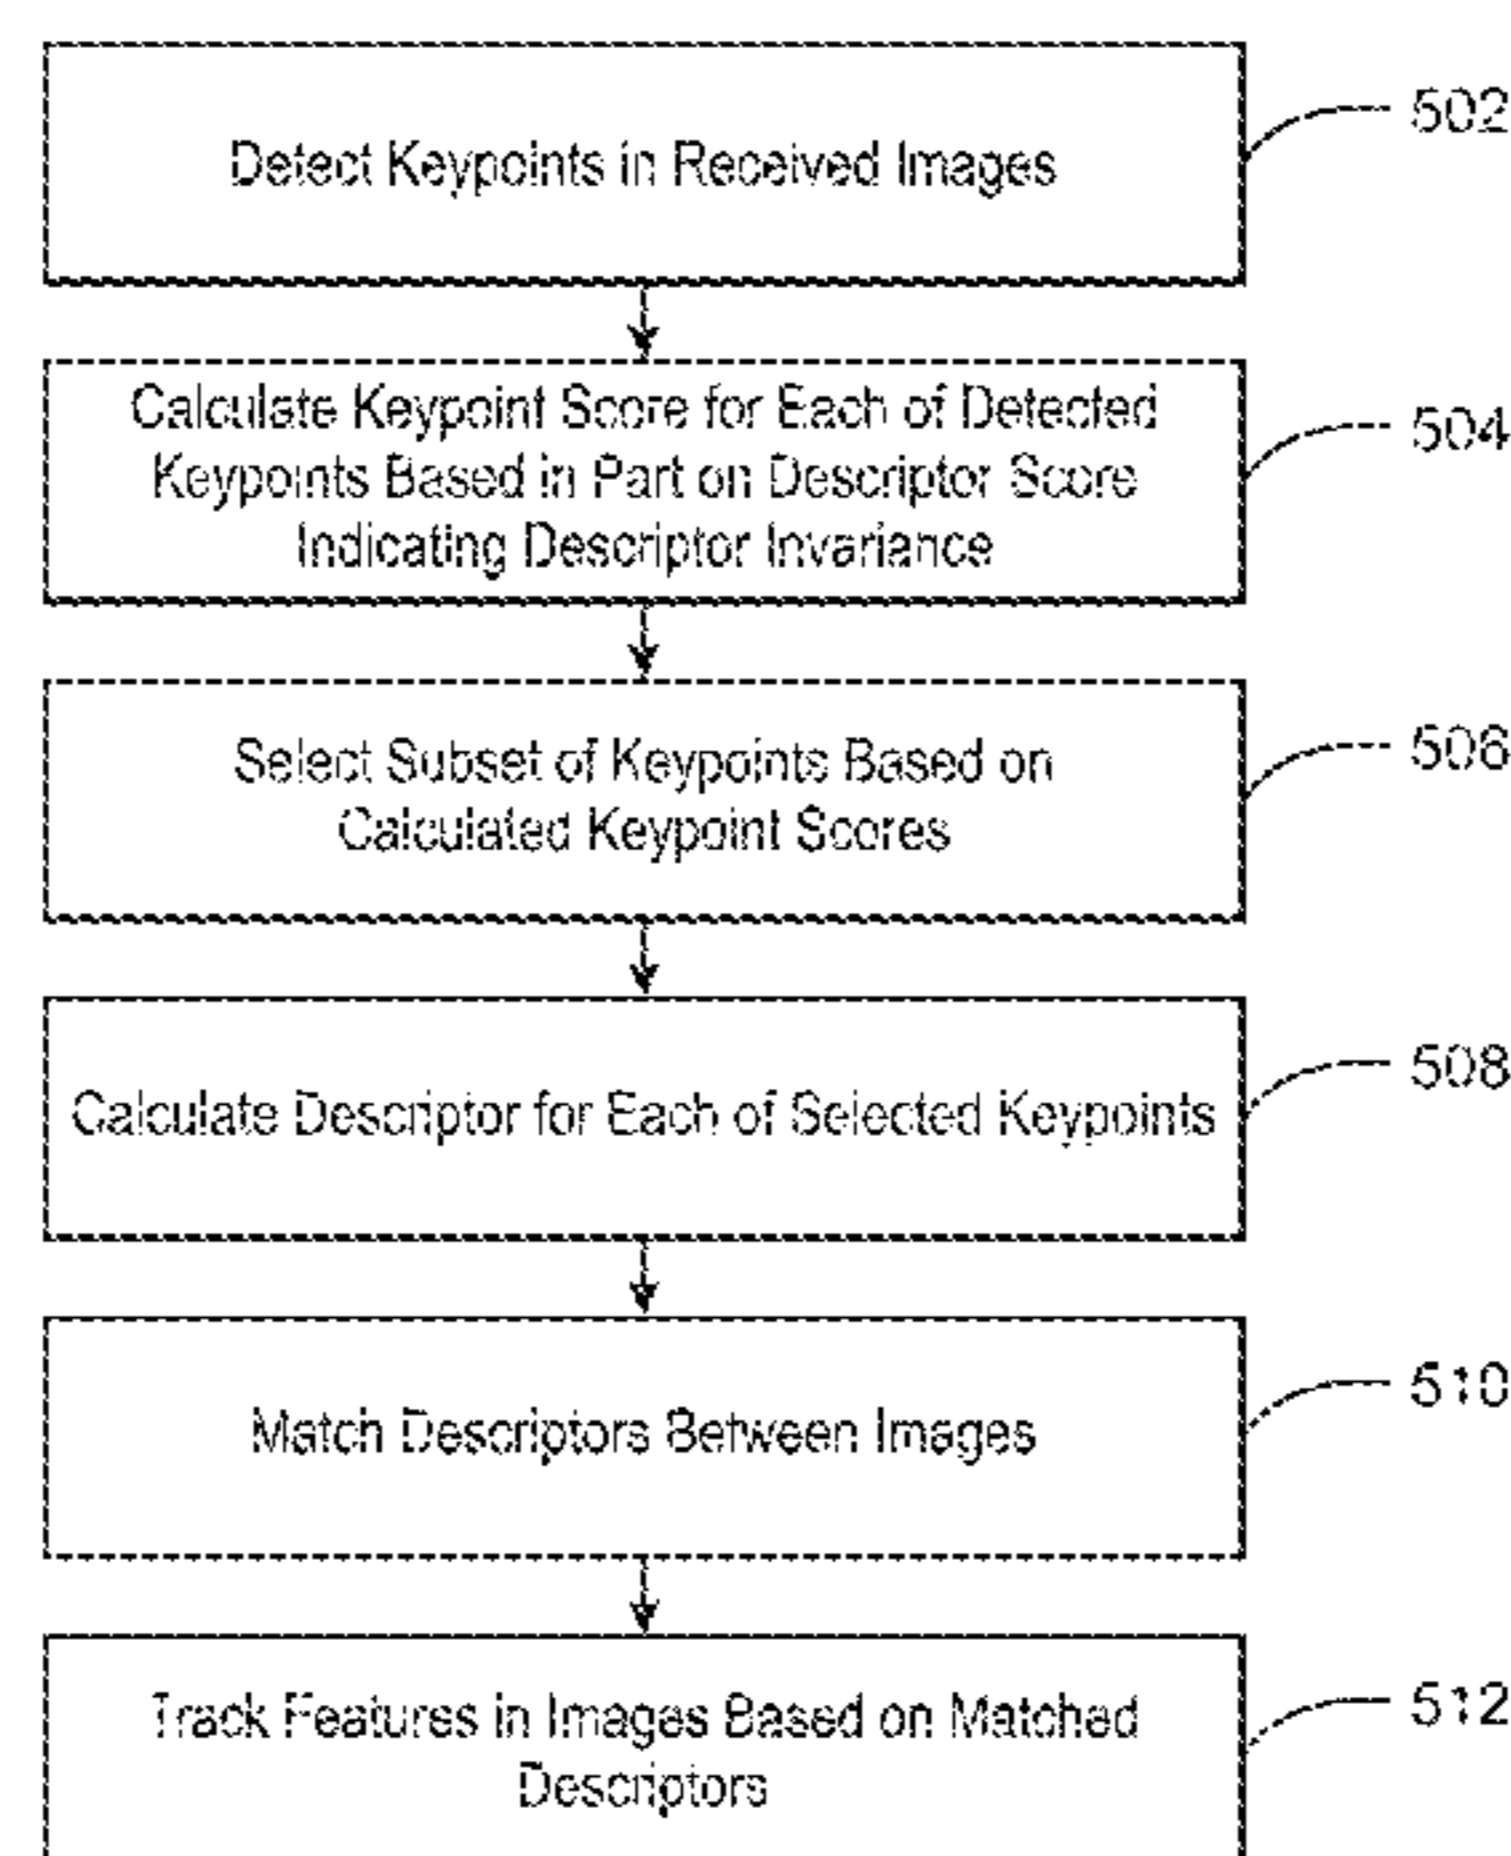 Detect Keypoints in Received Images
502
Calculate Keypoint Score for Each of Detected
Keypoints Based in Part on Descriptor Score
Indicating Descriptor Invariance
504
Select Subset of Keypoints Based on
Calculated Keypoint Scores
506
Calculate Descriptor for Each of Selected Keypoints
508
Match Descriptors Between Images
510
Track Features in Images Based on Matched
Descriptors
512